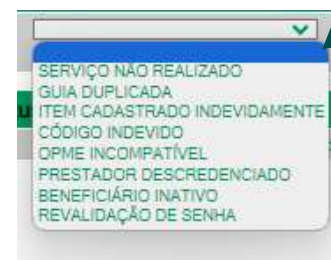 SERVIÇO NÃO REALIZADO
GUIA DUPLICADA
ITEM CADASTRADO INDEVIDAMENTE
CÓDIGO INDEVIDO
OPME INCOMPATÍVEL
PRESTADOR DESCREDENCIADO
BENEFICIÁRIO INATIVO
REVALIDAÇÃO DE SENHA